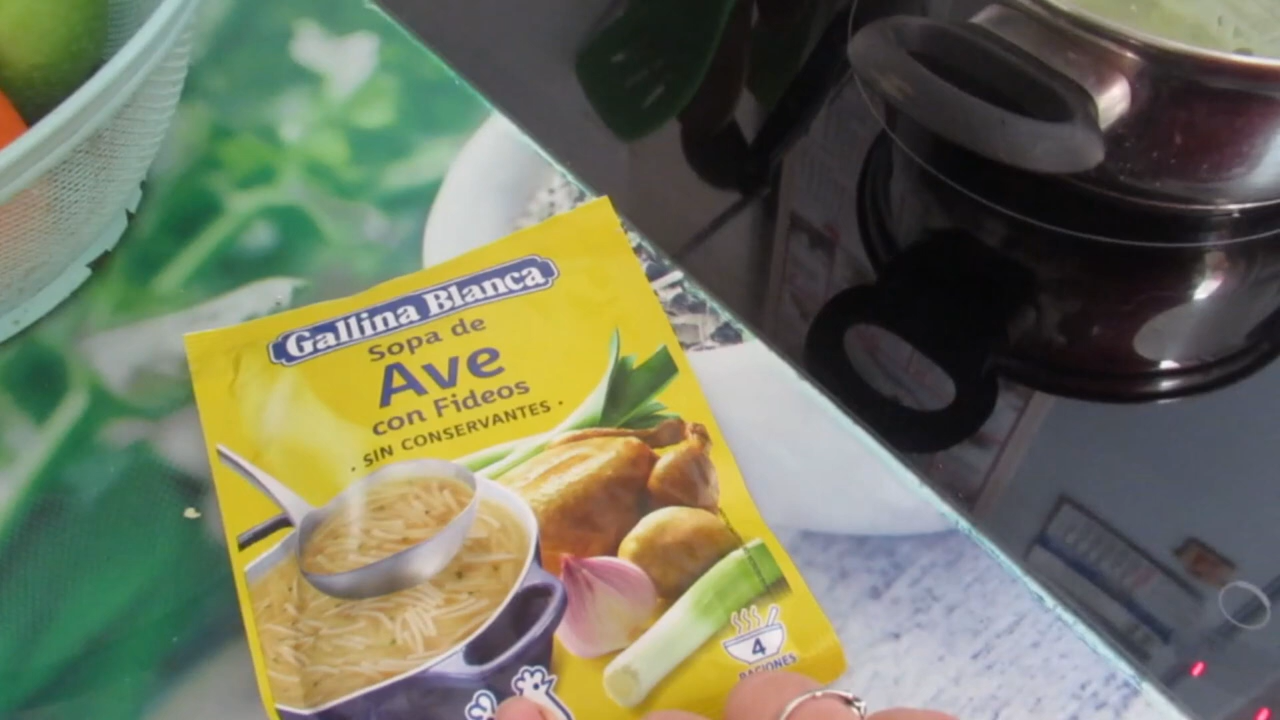 Gallina Blanca
Sopa de
Ave
con Fideos
· SIN CONSERVANTES ·
4
RACIONES